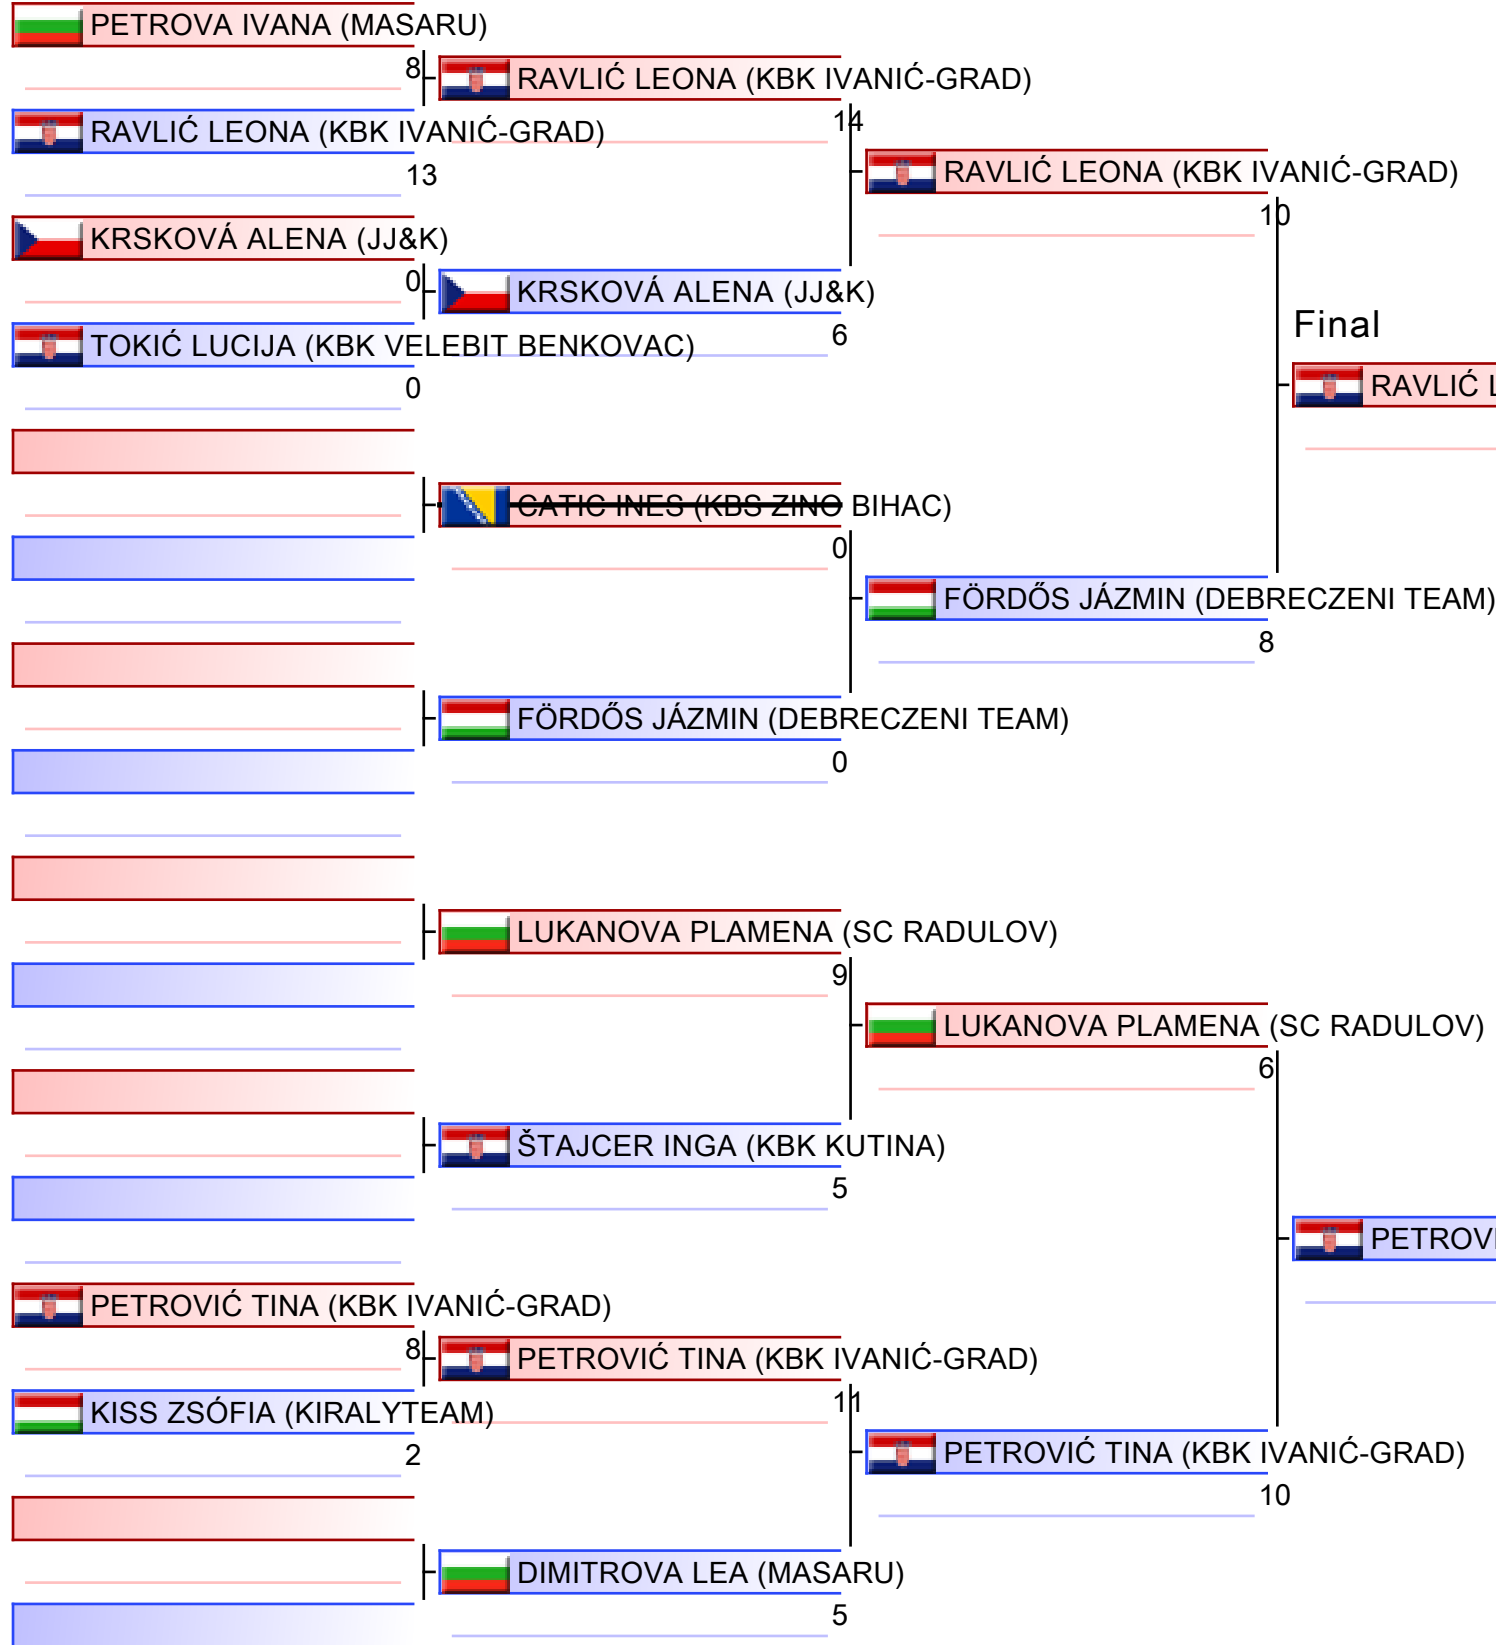 PETROVA IVANA (MASARU)
8
RAVLIĆ LEONA (KBK IVANIĆ-GRAD)
13
KRSKOVÁ ALENA (JJ&K)
0
TOKIĆ LUCIJA (KBK VELEBIT BENKOVAC)
0
PETROVIĆ TINA (KBK IVANIĆ-GRAD)
8
KISS ZSÓFIA (KIRALYTEAM)
2
RAVLIĆ LEONA (KBK IVANIĆ-GRAD)
14
KRSKOVÁ ALENA (JJ&K)
6
CATIC INES (KBS ZINO BIHAC)
0
FÖRDŐS JÁZMIN (DEBRECZENI TEAM)
0
LUKANOVA PLAMENA (SC RADULOV)
9
ŠTAJCER INGA (KBK KUTINA)
5
PETROVIĆ TINA (KBK IVANIĆ-GRAD)
11
DIMITROVA LEA (MASARU)
5
RAVLIĆ LEONA (KBK IVANIĆ-GRAD)
10
FÖRDŐS JÁZMIN (DEBRECZENI TEAM)
8
LUKANOVA PLAMENA (SC RADULOV)
6
PETROVIĆ TINA (KBK IVANIĆ-GRAD)
10
Final
RAVLIĆ